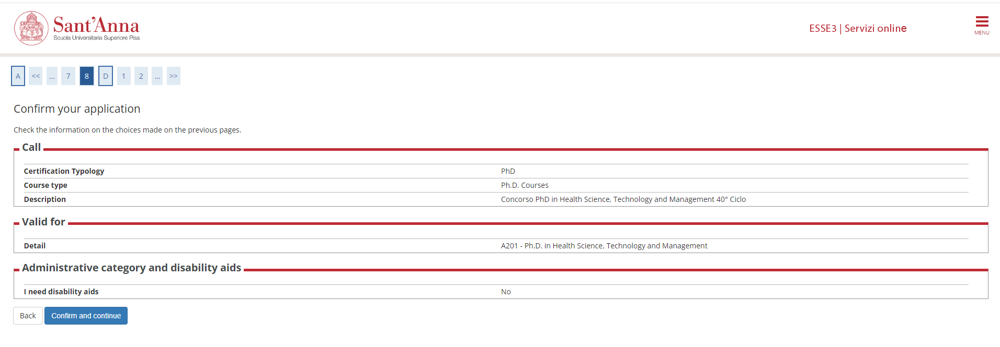 Sant'Anna
Scuola Universitaria Superiore Pisa
ESSE3 | Servizi online
MENU
A << ... 7 8 D 1 2 ... >>
Confirm your application
Check the information on the choices made on the previous pages.
Call
Certification Typology PhD
Course type Ph.D. Courses
Description Concorso PhD in Health Science, Technology and Management 40° Ciclo
Valid for
Detail A201 - Ph.D. in Health Science, Technology and Management
Administrative category and disability aids
I need disability aids No
Back Confirm and continue